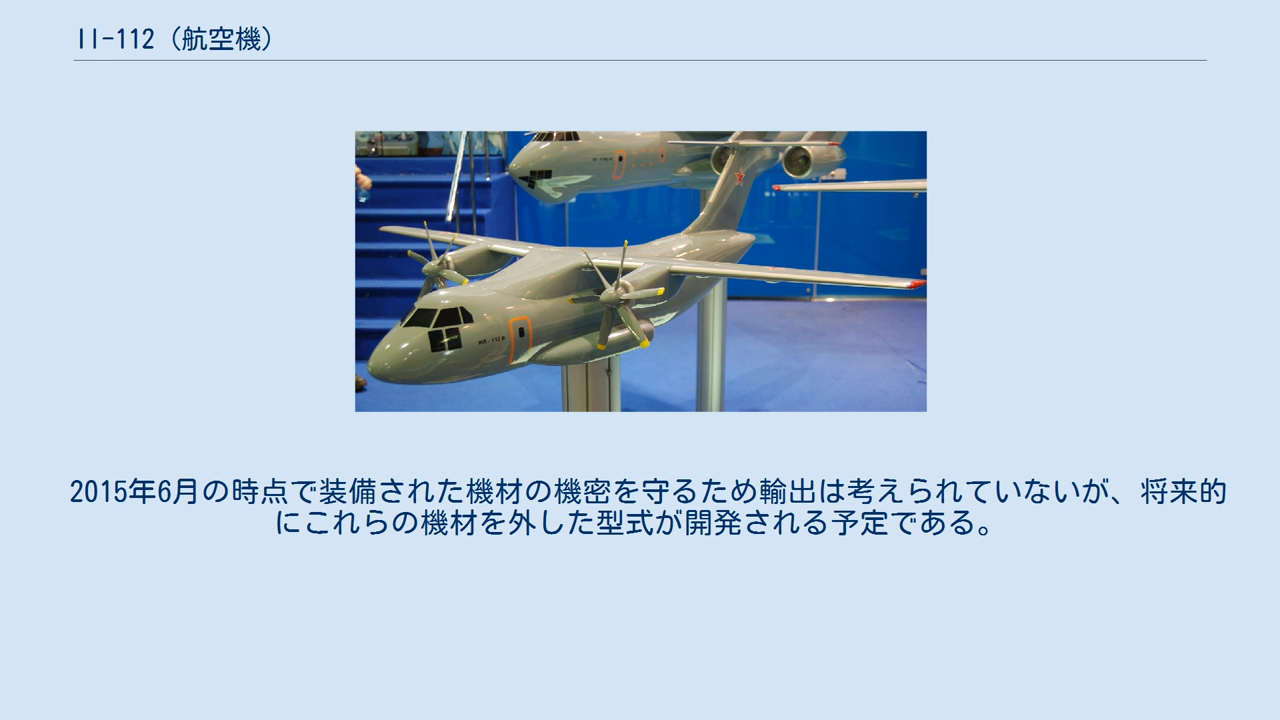 Il-112（航空機）
ИЛ-112 В
2015年6月の時点で装備された機材の機密を守るため輸出は考えられていないが、将来的
にこれらの機材を外した型式が開発される予定である。